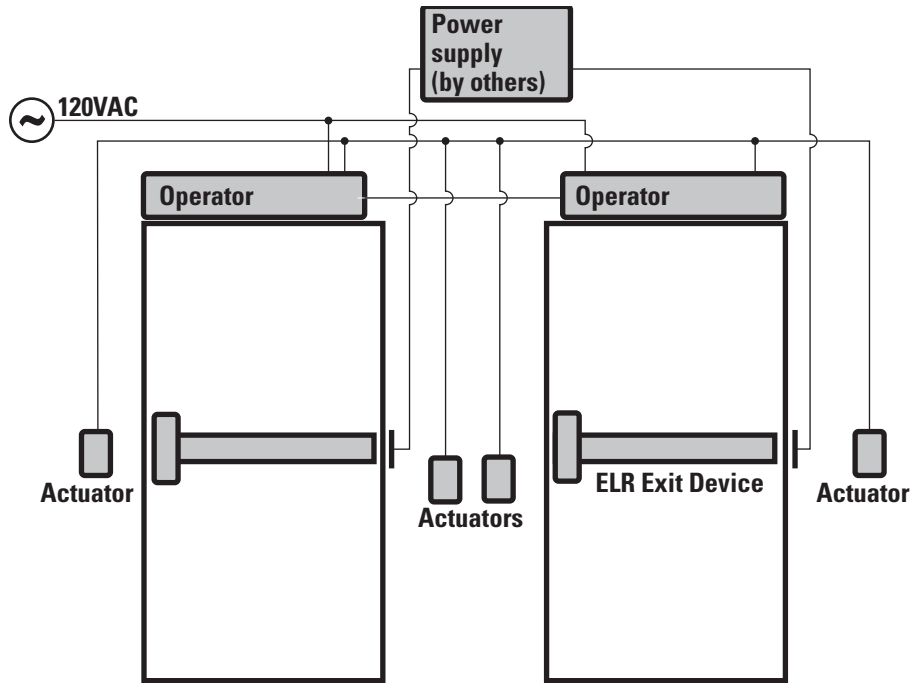 Power
supply
(by others)
120VAC
Operator
Operator
ELR Exit Device
Actuator
Actuators
Actuator